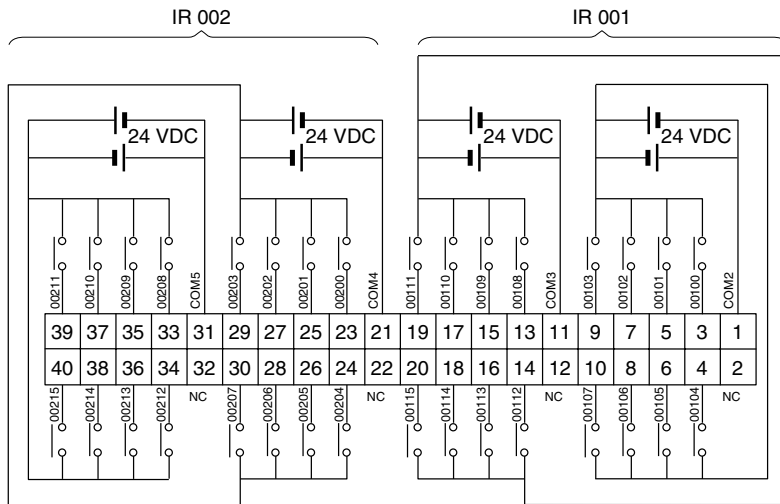 IR 002 IR 001
24 VDC 24 VDC 24 VDC 24 VDC
00211 00210 00209 00208 COM5 00203 00202 00201 00200 COM4 00111 00110 00109 00108 COM3 00103 00102 00101 00100 COM2
39 37 35 33 31 29 27 25 23 21 19 17 15 13 11 9 7 5 3 1
40 38 36 34 32 30 28 26 24 22 20 18 16 14 12 10 8 6 4 2
00215 00214 00213 00212 NC 00207 00206 00205 00204 NC 00115 00114 00113 00112 NC 00107 00106 00105 00104 NC